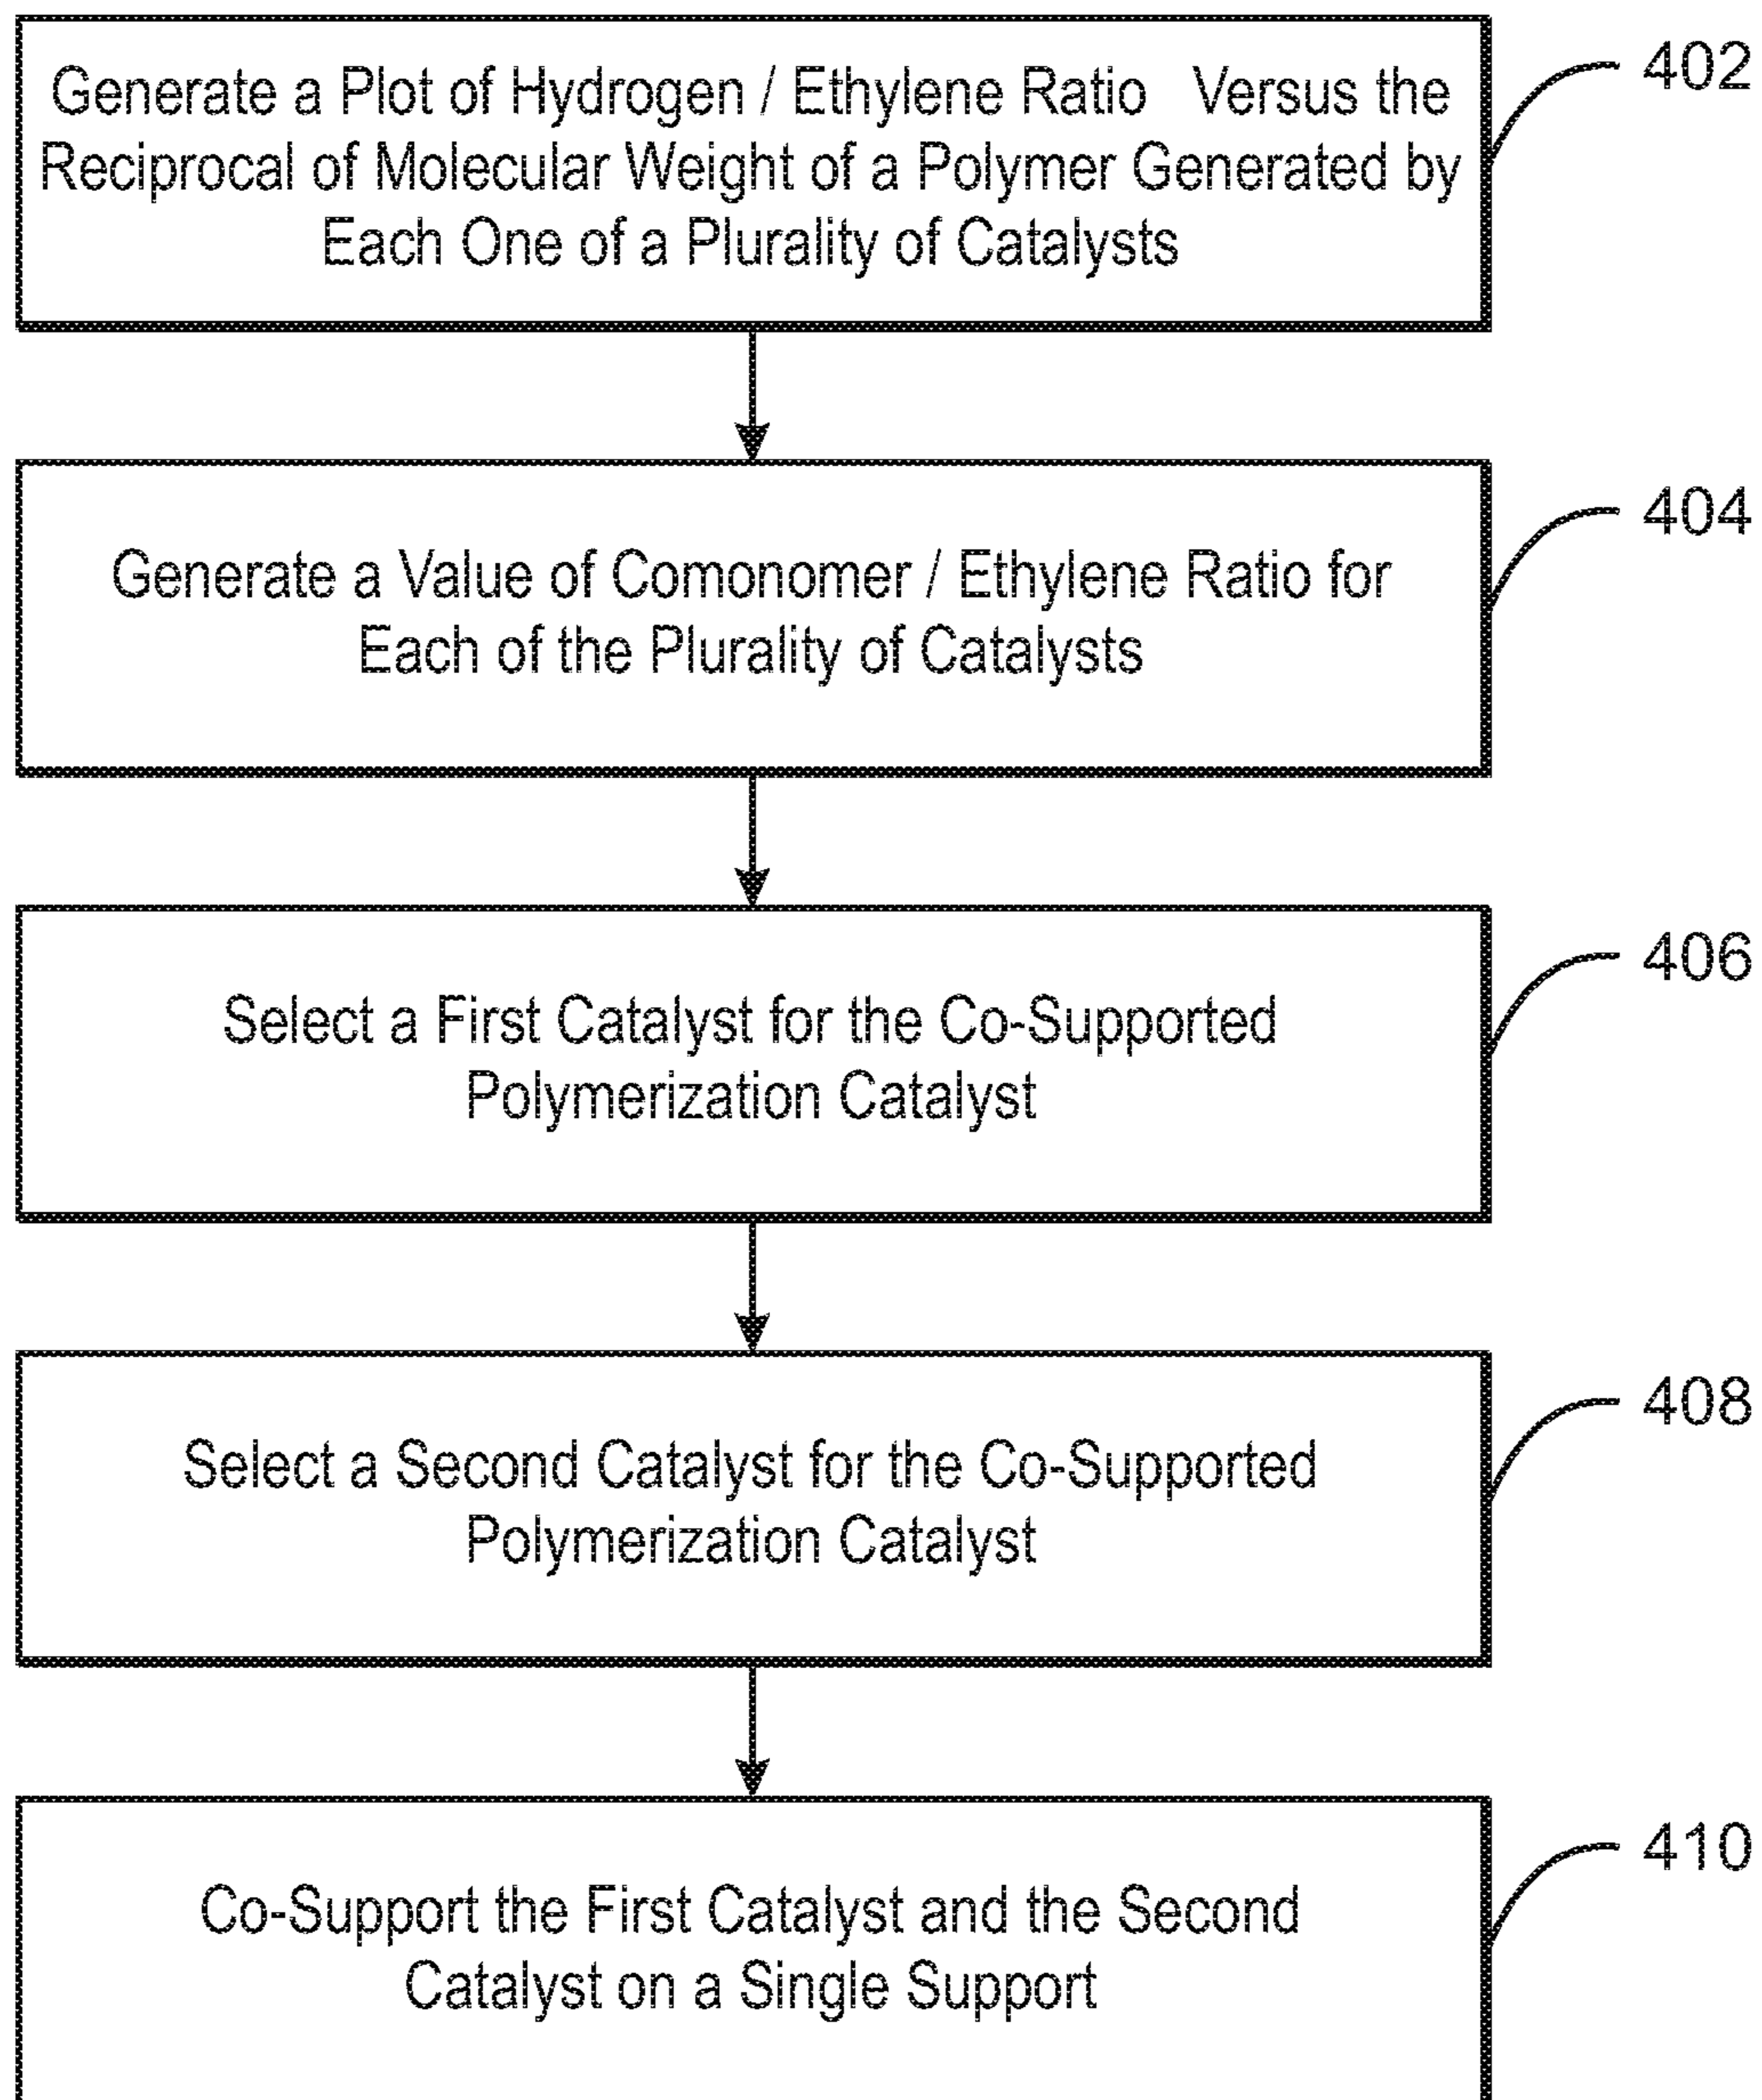 Generate a Plot of Hydrogen / Ethylene Ratio Versus the
Reciprocal of Molecular Weight of a Polymer Generated by
Each One of a Plurality of Catalysts
402
Generate a Value of Comonomer / Ethylene Ratio for
Each of the Plurality of Catalysts
404
Select a First Catalyst for the Co-Supported
Polymerization Catalyst
406
Select a Second Catalyst for the Co-Supported
Polymerization Catalyst
408
Co-Support the First Catalyst and the Second
Catalyst on a Single Support
410